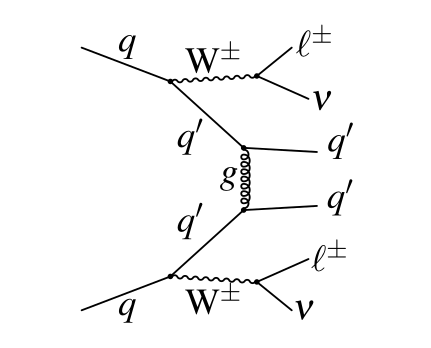 q W± ℓ±
ν
q′ q′
g
q′ q′
ℓ±
q W± ν